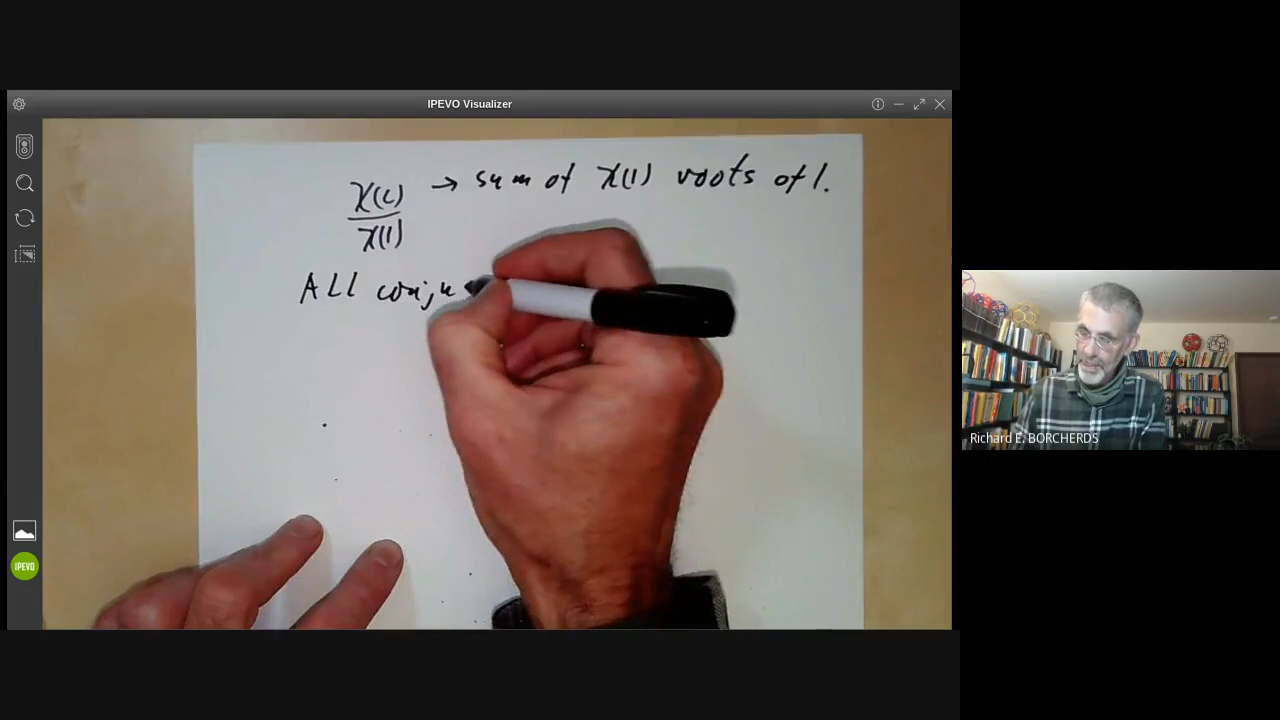 IPEVO Visualizer
χ(c) → sum of χ(1) roots of 1.
χ(1)
All conju
IPEVO
Richard E. BORCHERDS